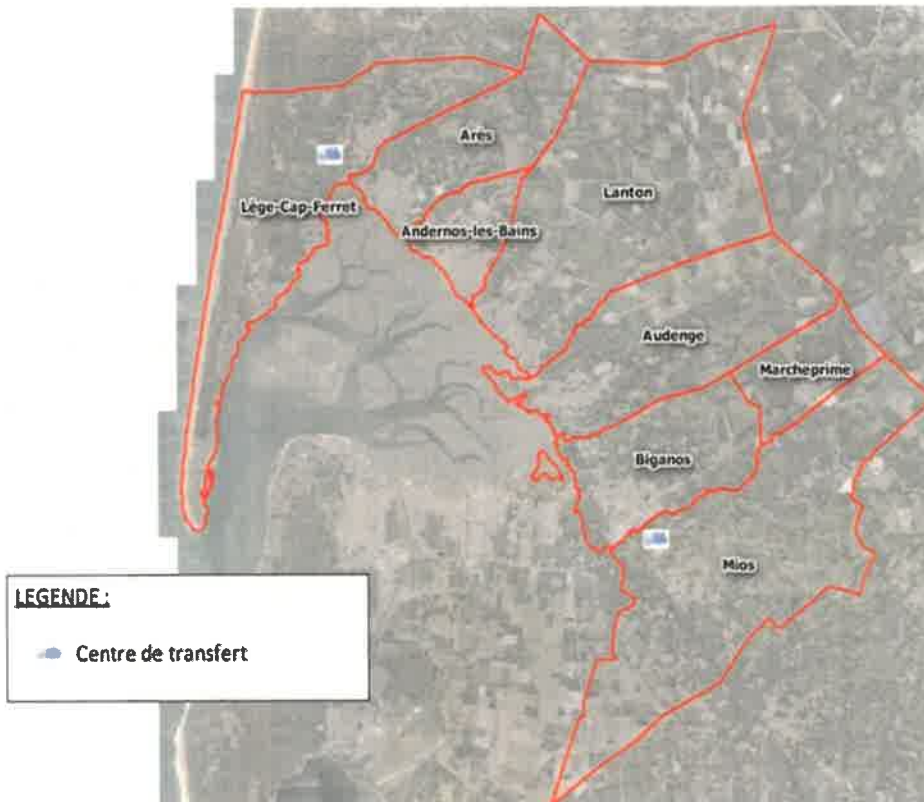 Arès
Lanton
Lège-Cap-Ferret
Andernos-les-Bains
Audenge
Marcheprime
Biganos
Mios
LEGENDE :
Centre de transfert